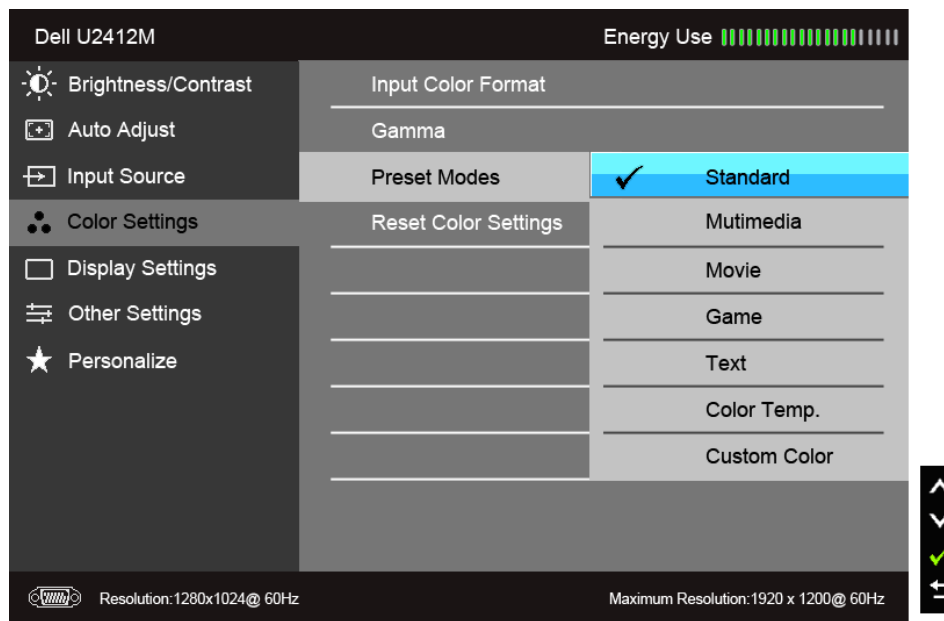 Dell U2412M Energy Use
Brightness/Contrast Input Color Format
Auto Adjust Gamma
Input Source Preset Modes Standard
Color Settings Reset Color Settings Mutimedia
Display Settings Movie
Other Settings Game
Personalize Text
Color Temp.
Custom Color
Resolution:1280x1024@ 60Hz Maximum Resolution:1920 x 1200@ 60Hz